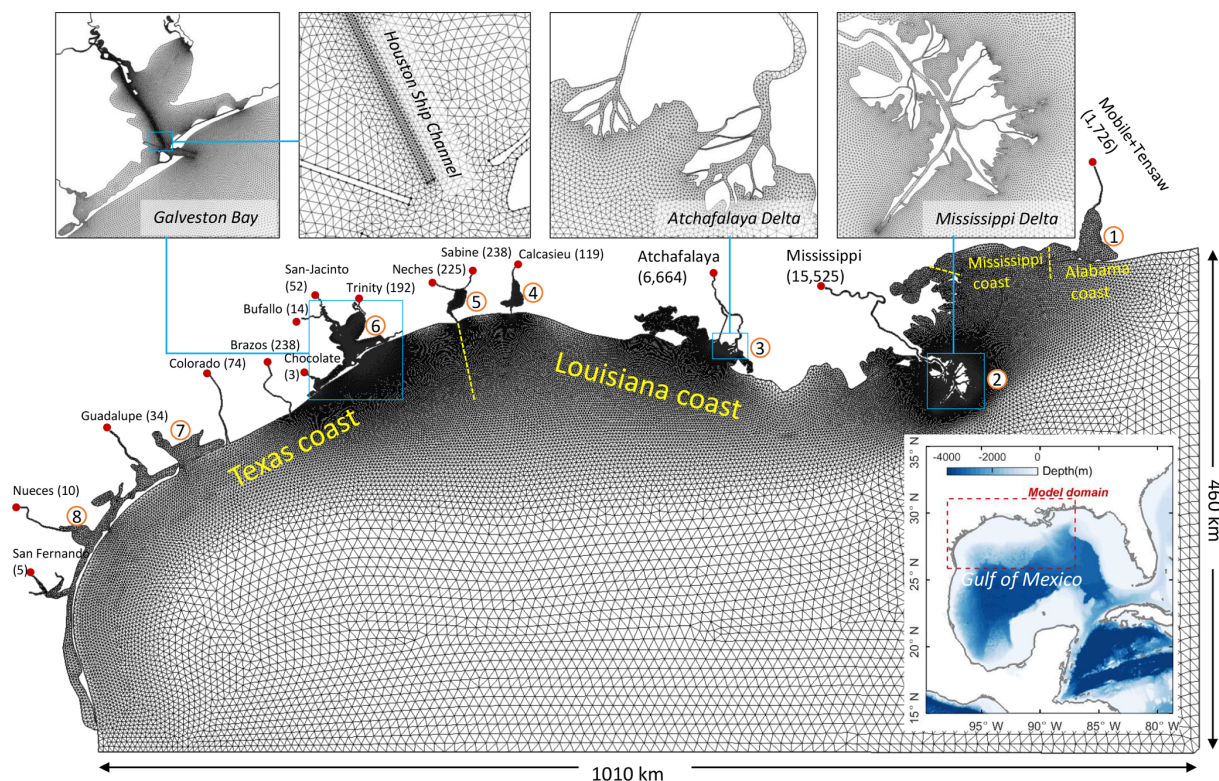 Galveston Bay
Houston Ship Channel
Atchafalaya Delta
Mississippi Delta
Mobile+Tensaw
(1,726)
1
Mississippi
coast
Alabama
coast
Mississippi
(15,525)
2
Atchafalaya
(6,664)
3
Calcasieu (119)
4
Sabine (238)
Neches (225)
5
San-Jacinto
(52)
Trinity (192)
6
Bufallo (14)
Brazos (238)
Chocolate
(3)
Colorado (74)
Guadalupe (34)
7
Nueces (10)
8
San Fernando
(5)
Texas coast
Louisiana coast
-4000
-2000
0
Depth(m)
Model domain
Gulf of Mexico
35° N
30° N
25° N
20° N
15° N
95° W
90° W
85° W
80° W
460 km
1010 km